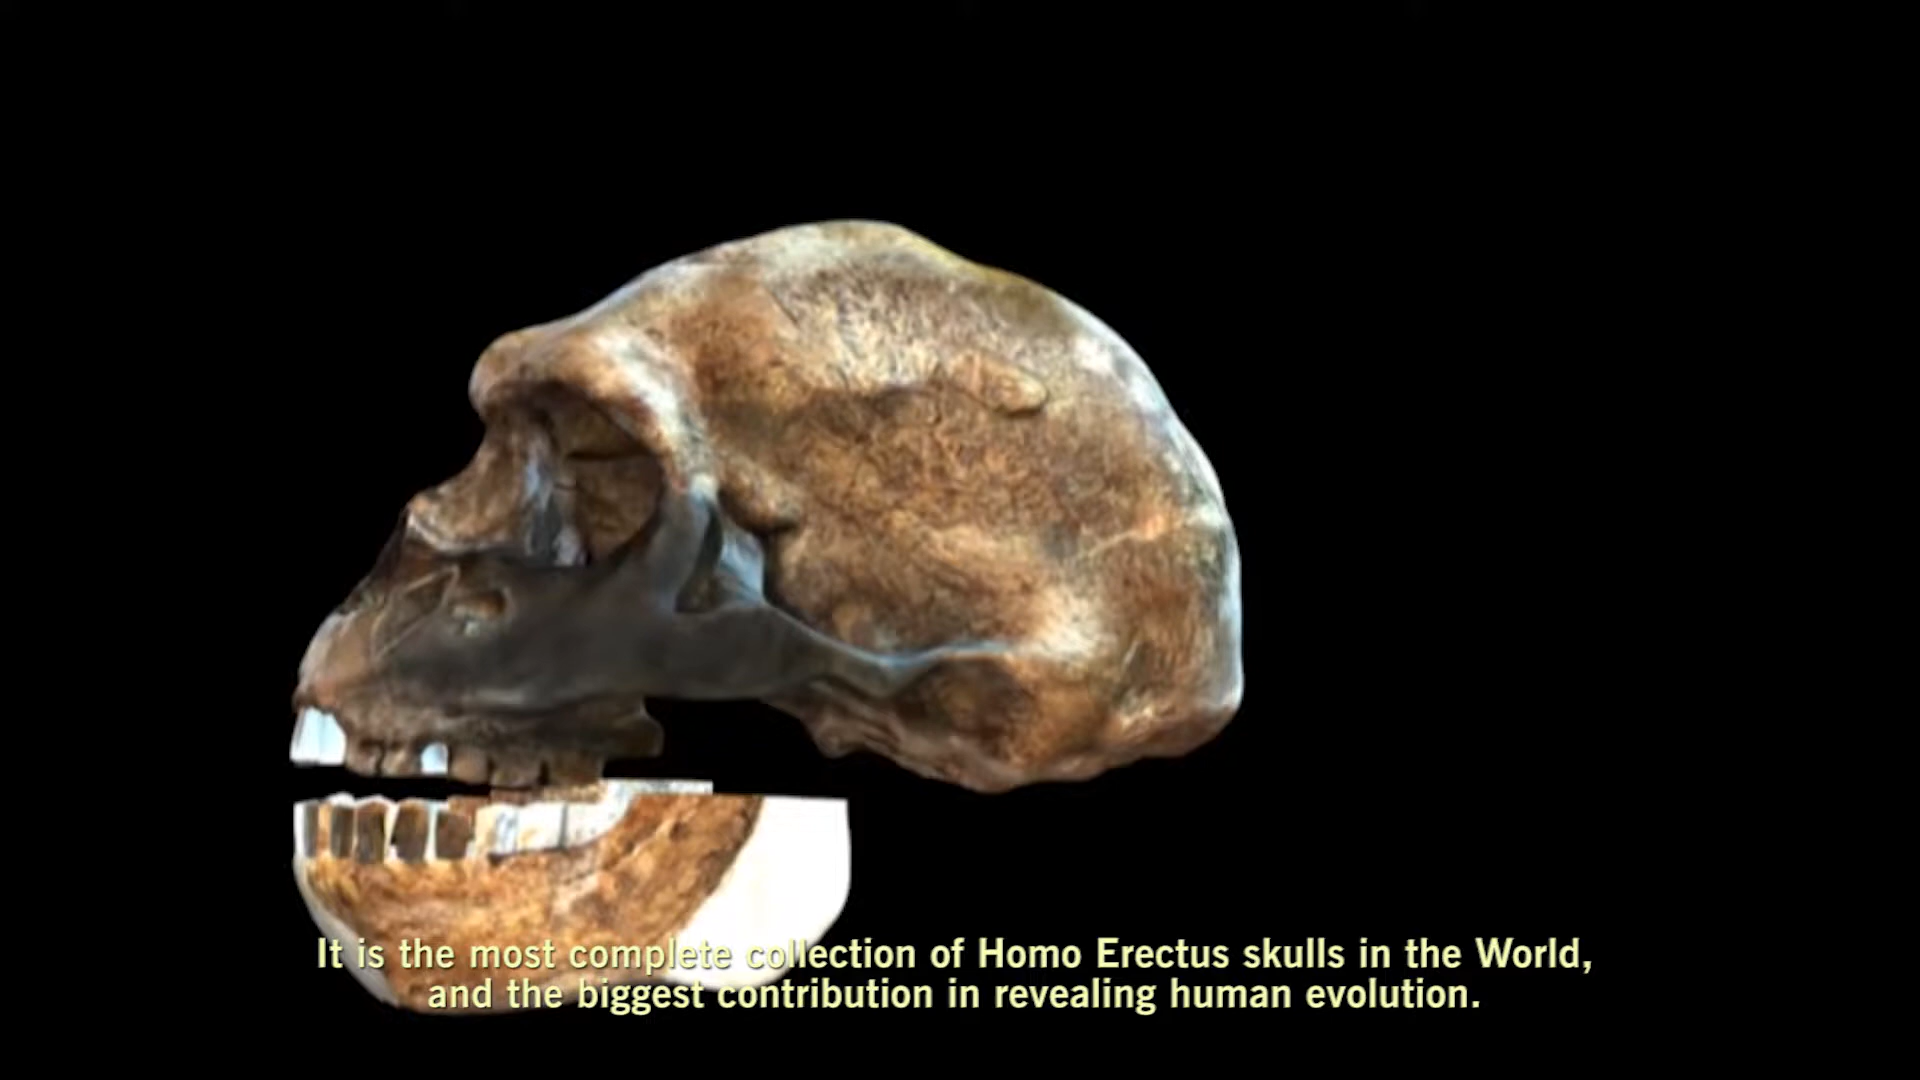 It is the most complete collection of Homo Erectus skulls in the World,
and the biggest contribution in revealing human evolution.